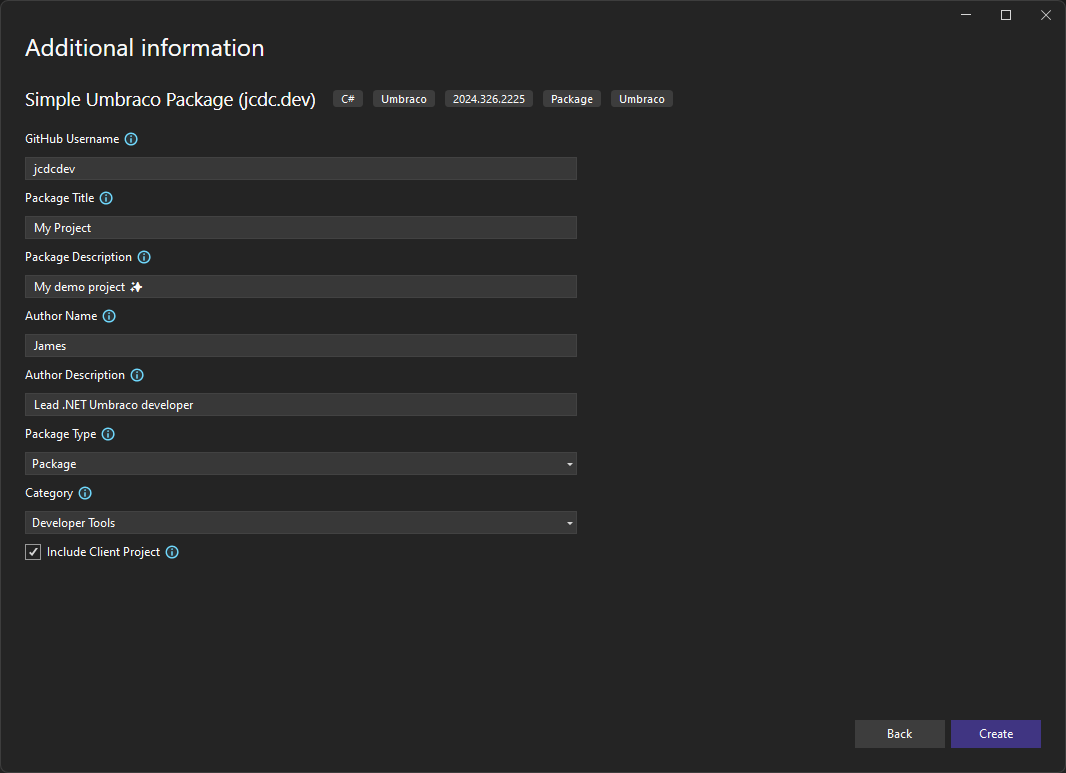 Additional information
Simple Umbraco Package (jcdc.dev) C# Umbraco 2024.326.2225 Package Umbraco
GitHub Username
jcdcdev
Package Title
My Project
Package Description
My demo project ✨
Author Name
James
Author Description
Lead .NET Umbraco developer
Package Type
Package
Category
Developer Tools
Include Client Project
Back Create